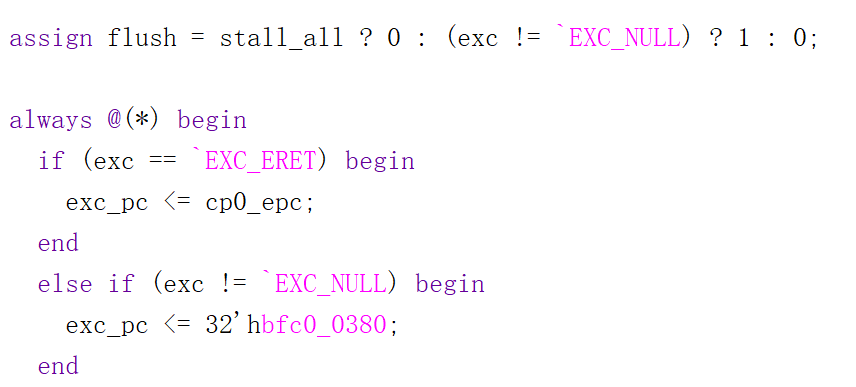 assign flush = stall_all ? 0 : (exc != `EXC_NULL) ? 1 : 0;
always @(*) begin
if (exc == `EXC_ERET) begin
exc_pc <= cp0_epc;
end
else if (exc != `EXC_NULL) begin
exc_pc <= 32'hbfc0_0380;
end